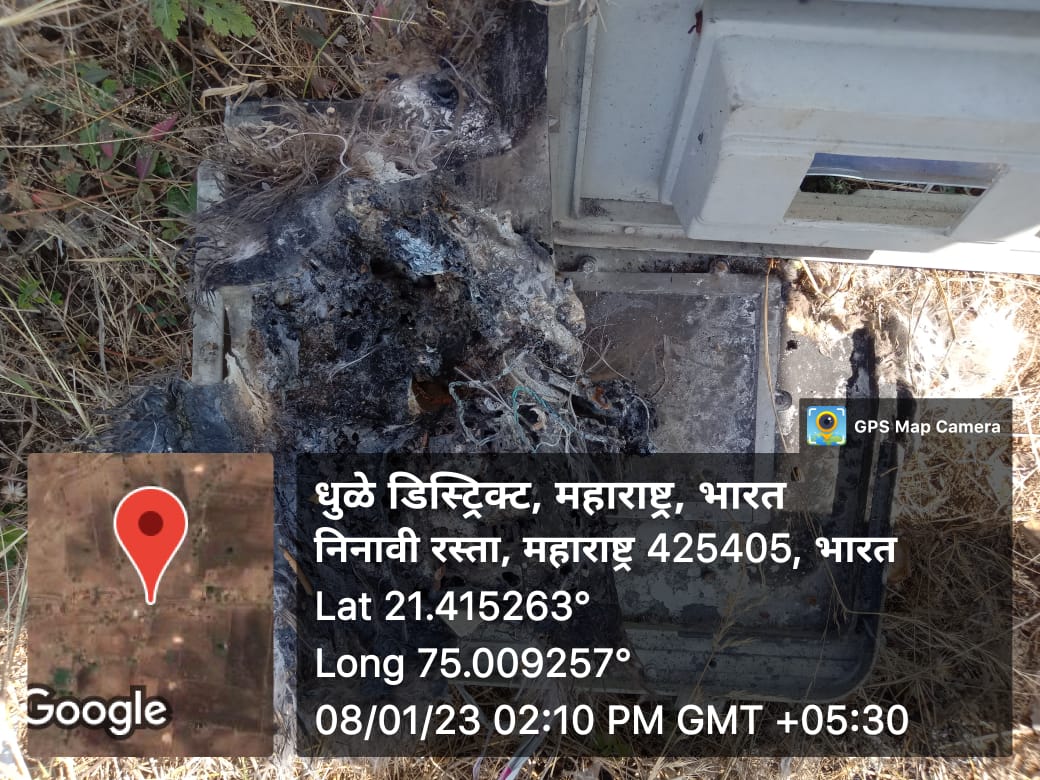 GPS Map Camera
धुळे डिस्ट्रिक्ट, महाराष्ट्र, भारत
निनावी रस्ता, महाराष्ट्र 425405, भारत
Lat 21.415263°
Long 75.009257°
08/01/23 02:10 PM GMT +05:30
Google